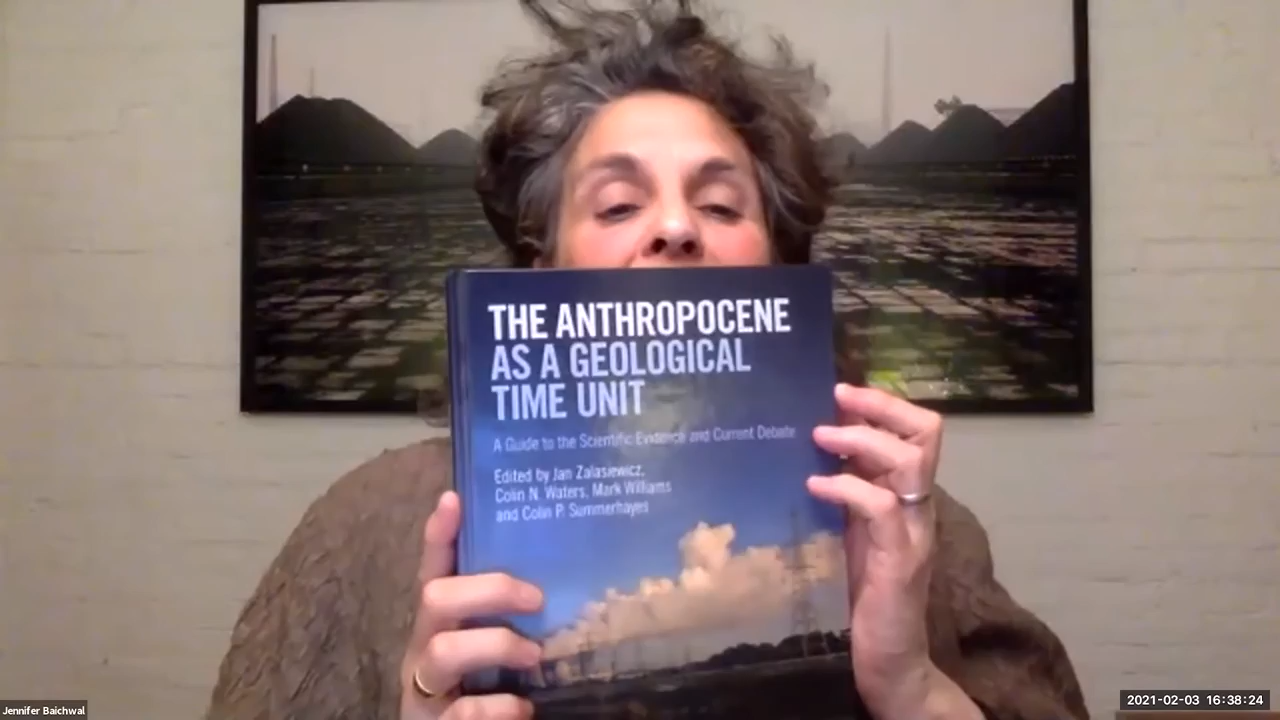 THE ANTHROPOCENE
AS A GEOLOGICAL
TIME UNIT
A Guide to the Scientific Evidence and Current Debate
Edited by Jan Zalasiewicz,
Colin N. Waters, Mark Williams
and Colin P. Summerhayes
Jennifer Baichwal
2021-02-03 16:38:24